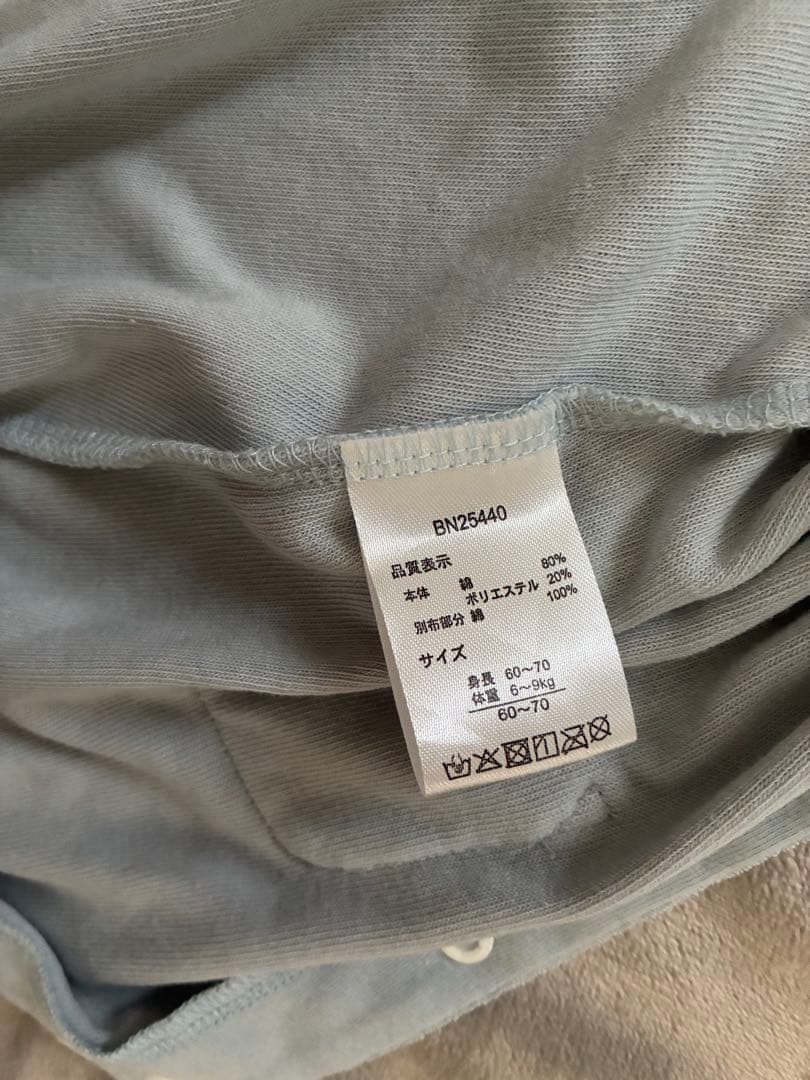 BN25440
品質表示
本体 綿 80%
ポリエステル 20%
別布部分 綿 100%
サイズ
身長 60〜70
体重 6〜9kg
60〜70